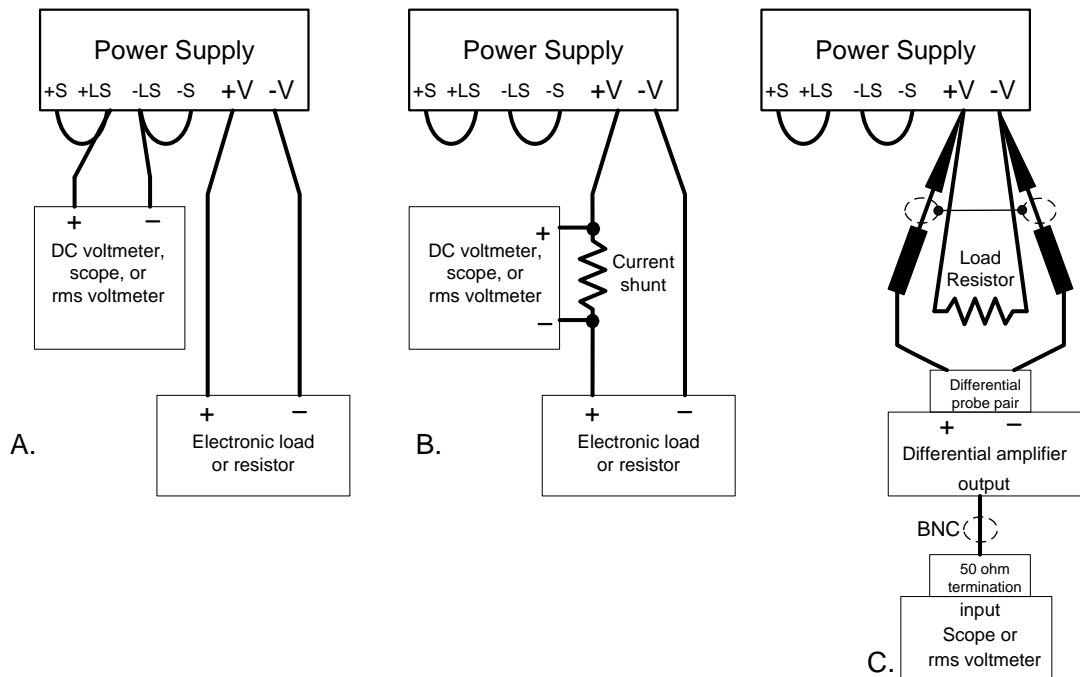 Power Supply
+S +LS -LS -S +V -V
+ −
DC voltmeter,
scope, or
rms voltmeter
+ −
Electronic load
or resistor
A.
Power Supply
+S +LS -LS -S +V -V
+
DC voltmeter,
scope, or
rms voltmeter
−
Current
shunt
+ −
Electronic load
or resistor
B.
Power Supply
+S +LS -LS -S +V -V
Load
Resistor
Differential
probe pair
+ −
Differential amplifier
output
BNC
50 ohm
termination
input
Scope or
rms voltmeter
C.